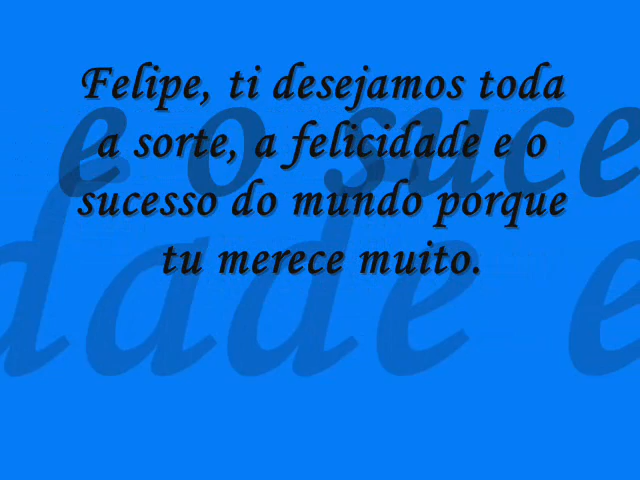 Felipe, ti desejamos toda
a sorte, a felicidade e o
sucesso do mundo porque
tu merece muito.
e o suce
dade e